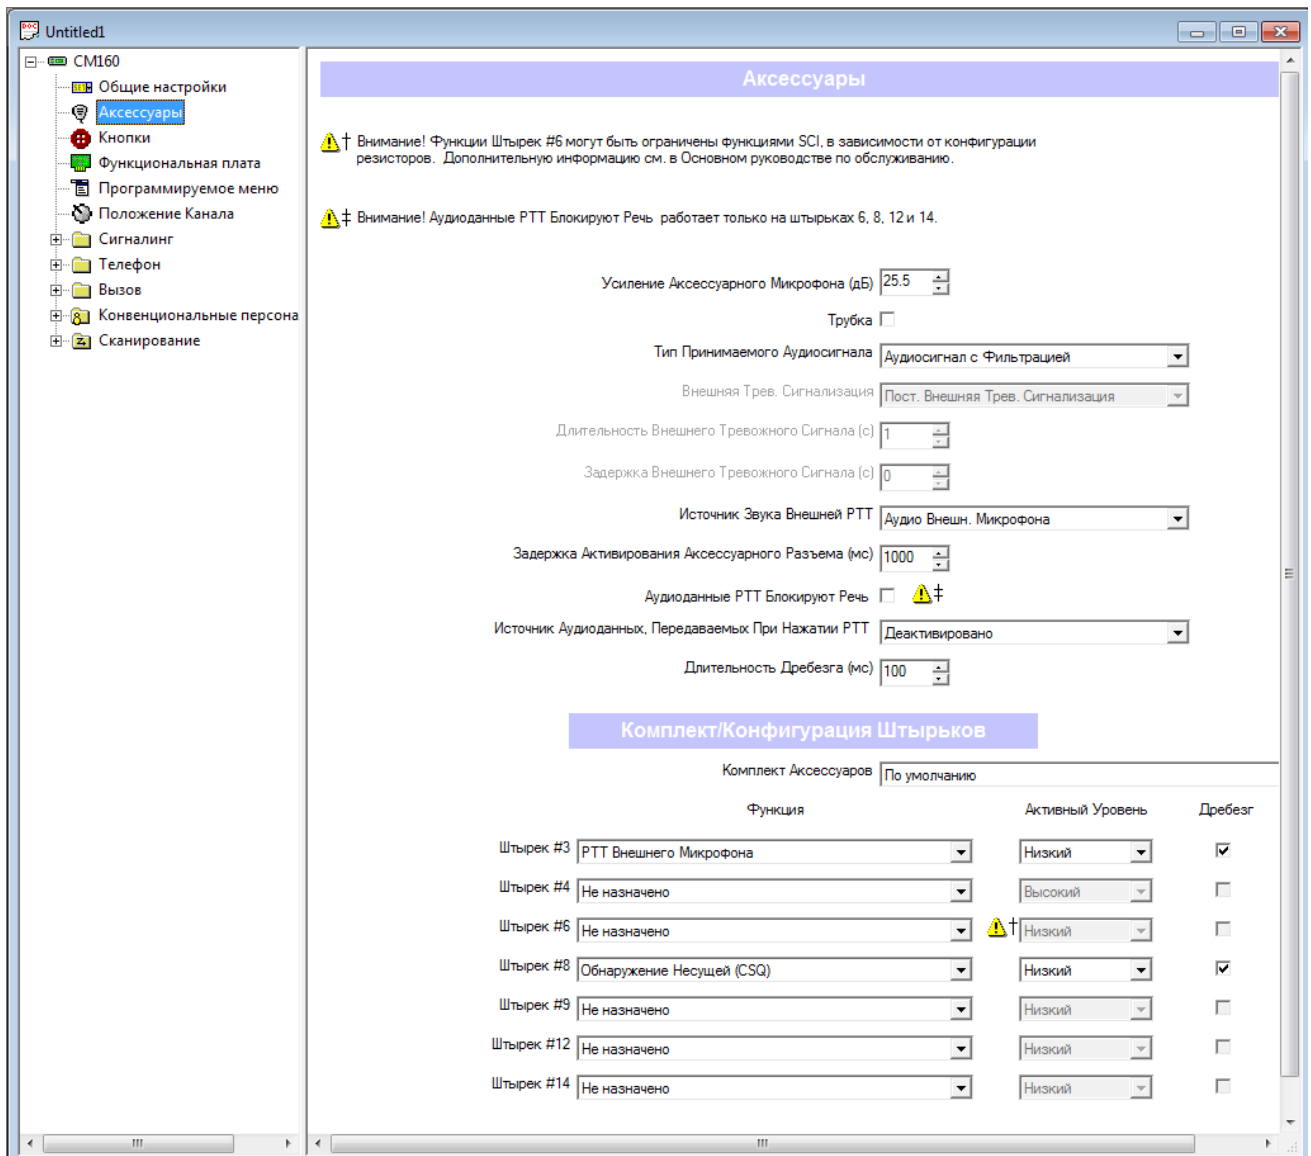 Untitled1
CM160
Общие настройки
Аксессуары
Кнопки
Функциональная плата
Программируемое меню
Положение Канала
Сигналинг
Телефон
Вызов
Конвенциональные персона
Сканирование
Аксессуары
† Внимание! Функции Штырек #6 могут быть ограничены функциями SCI, в зависимости от конфигурации
резисторов. Дополнительную информацию см. в Основном руководстве по обслуживанию.
‡ Внимание! Аудиоданные PTT Блокируют Речь работает только на штырьках 6, 8, 12 и 14.
Усиление Аксессуарного Микрофона (дБ) 25.5
Трубка
Тип Принимаемого Аудиосигнала Аудиосигнал с Фильтрацией
Внешняя Трев. Сигнализация Пост. Внешняя Трев. Сигнализация
Длительность Внешнего Тревожного Сигнала (с) 1
Задержка Внешнего Тревожного Сигнала (с) 0
Источник Звука Внешней PTT Аудио Внешн. Микрофона
Задержка Активирования Аксессуарного Разъема (мс) 1000
Аудиоданные PTT Блокируют Речь ‡
Источник Аудиоданных, Передаваемых При Нажатии PTT Деактивировано
Длительность Дребезга (мс) 100
Комплект/Конфигурация Штырьков
Комплект Аксессуаров По умолчанию
Функция Активный Уровень Дребезг
Штырек #3 PTT Внешнего Микрофона Низкий
Штырек #4 Не назначено Высокий
Штырек #6 Не назначено † Низкий
Штырек #8 Обнаружение Несущей (CSQ) Низкий
Штырек #9 Не назначено Низкий
Штырек #12 Не назначено Низкий
Штырек #14 Не назначено Низкий